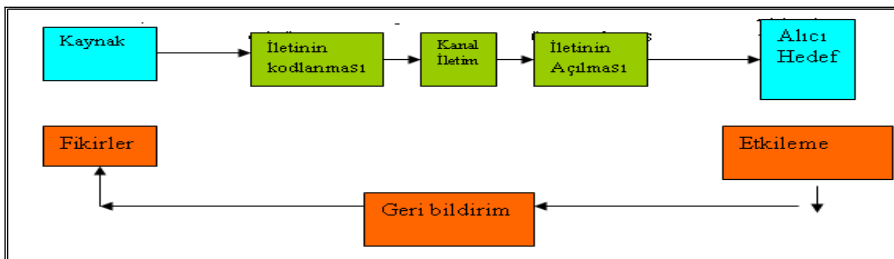 Kaynak
İletinin
kodlanması
Kanal
İletim
İletinin
Açılması
Alıcı
Hedef
Fikirler
Etkileme
Geri bildirim